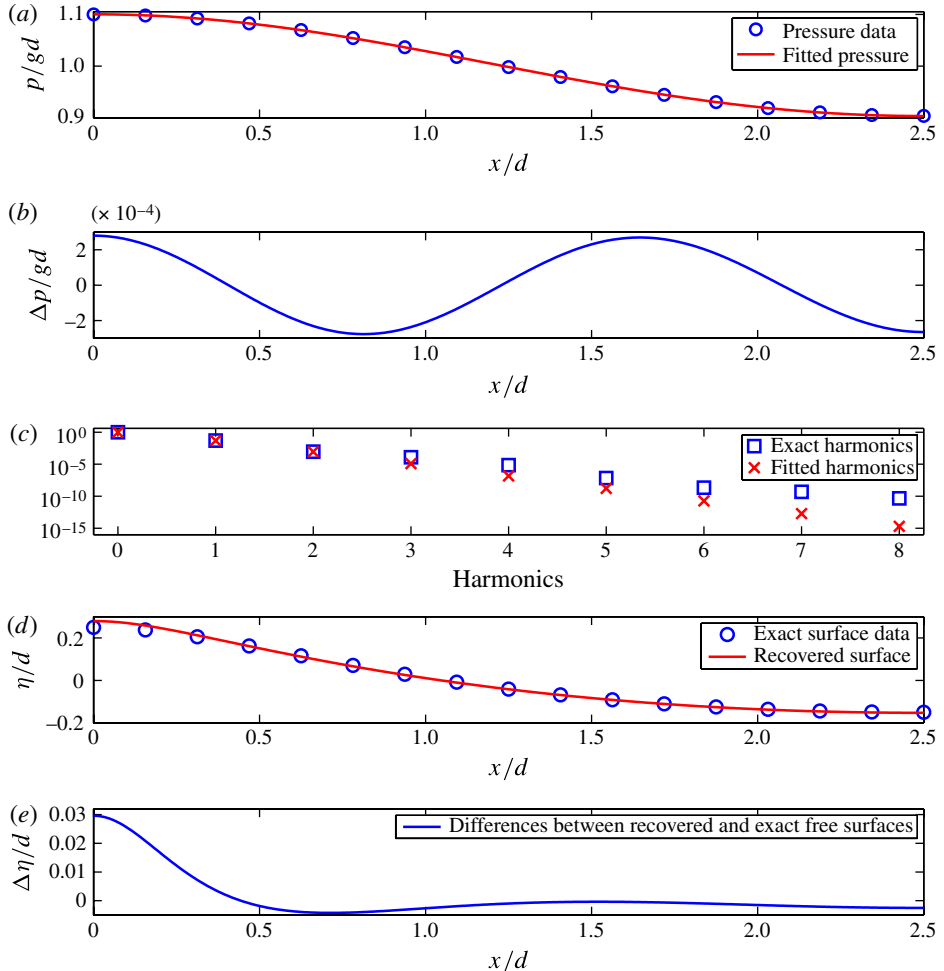 (a)
1.10
1.0
0.9
p/gd
Pressure data
Fitted pressure
0 0.5 1.0 1.5 2.0 2.5
x/d
(b)
(× 10–4)
2
0
–2
Δp/gd
0 0.5 1.0 1.5 2.0 2.5
x/d
(c)
10^0
10^–5
10^–10
10^–15
Exact harmonics
Fitted harmonics
0 1 2 3 4 5 6 7 8
Harmonics
(d)
0.2
0
–0.2
η/d
Exact surface data
Recovered surface
0 0.5 1.0 1.5 2.0 2.5
x/d
(e)
0.03
0.02
0.01
0
Δη/d
Differences between recovered and exact free surfaces
0 0.5 1.0 1.5 2.0 2.5
x/d